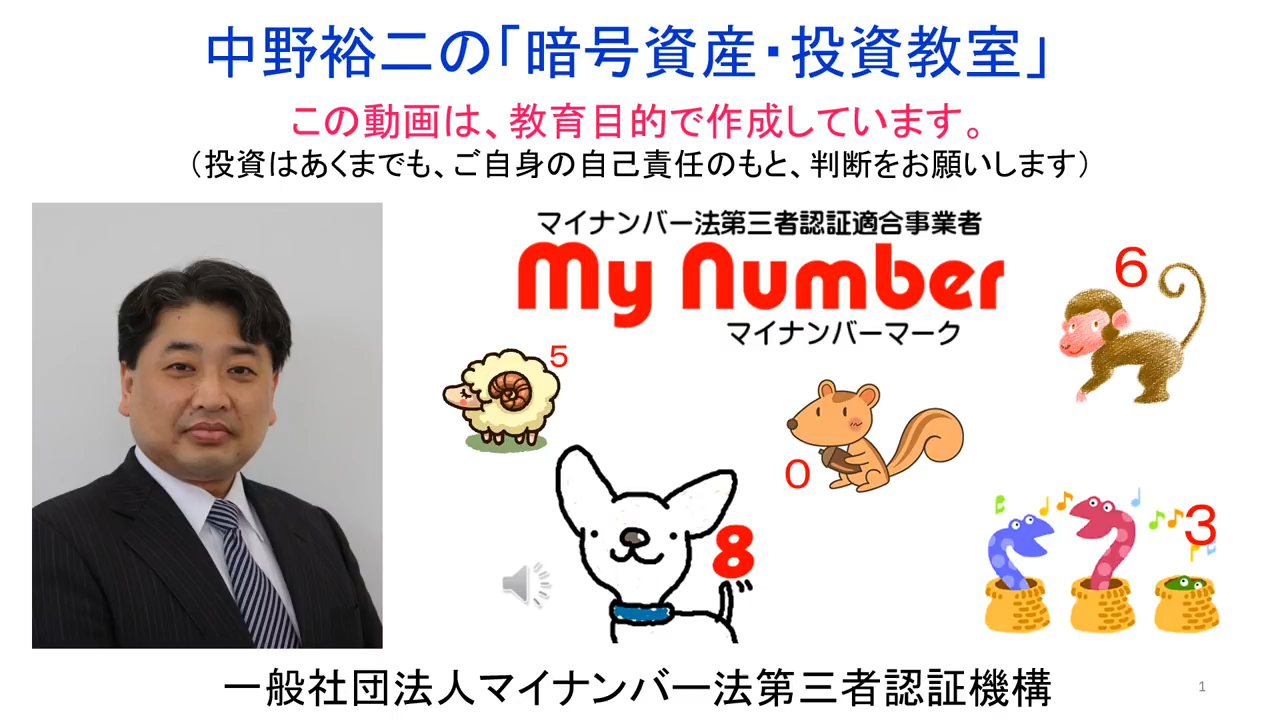 中野裕二の「暗号資産・投資教室」
この動画は、教育目的で作成しています。
（投資はあくまでも、ご自身の自己責任のもと、判断をお願いします）
マイナンバー法第三者認証適合事業者
My Number
マイナンバーマーク
6
5
0
3
8
一般社団法人マイナンバー法第三者認証機構
1